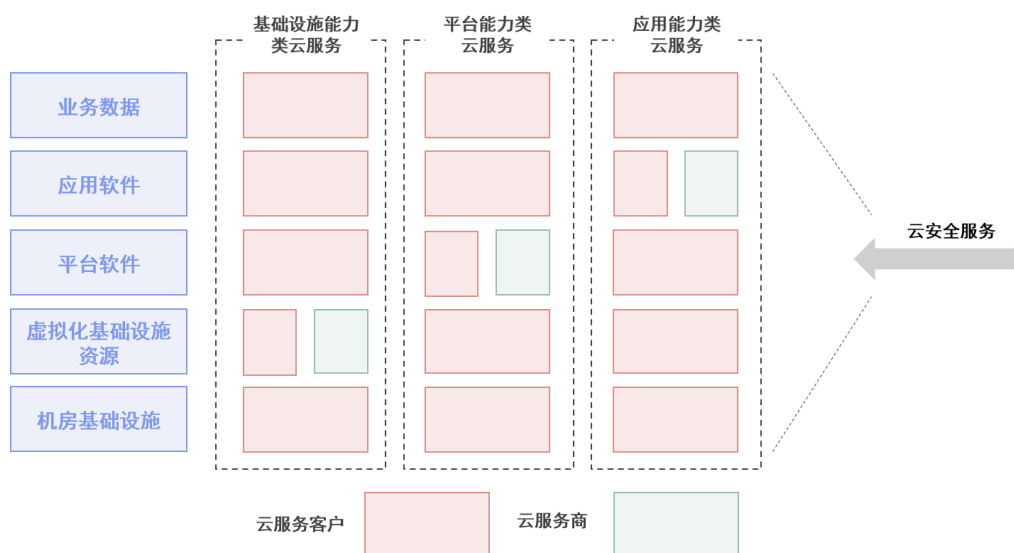 基础设施能力
类云服务
平台能力类
云服务
应用能力类
云服务
业务数据
应用软件
云安全服务
平台软件
虚拟化基础设施
资源
机房基础设施
云服务客户
云服务商